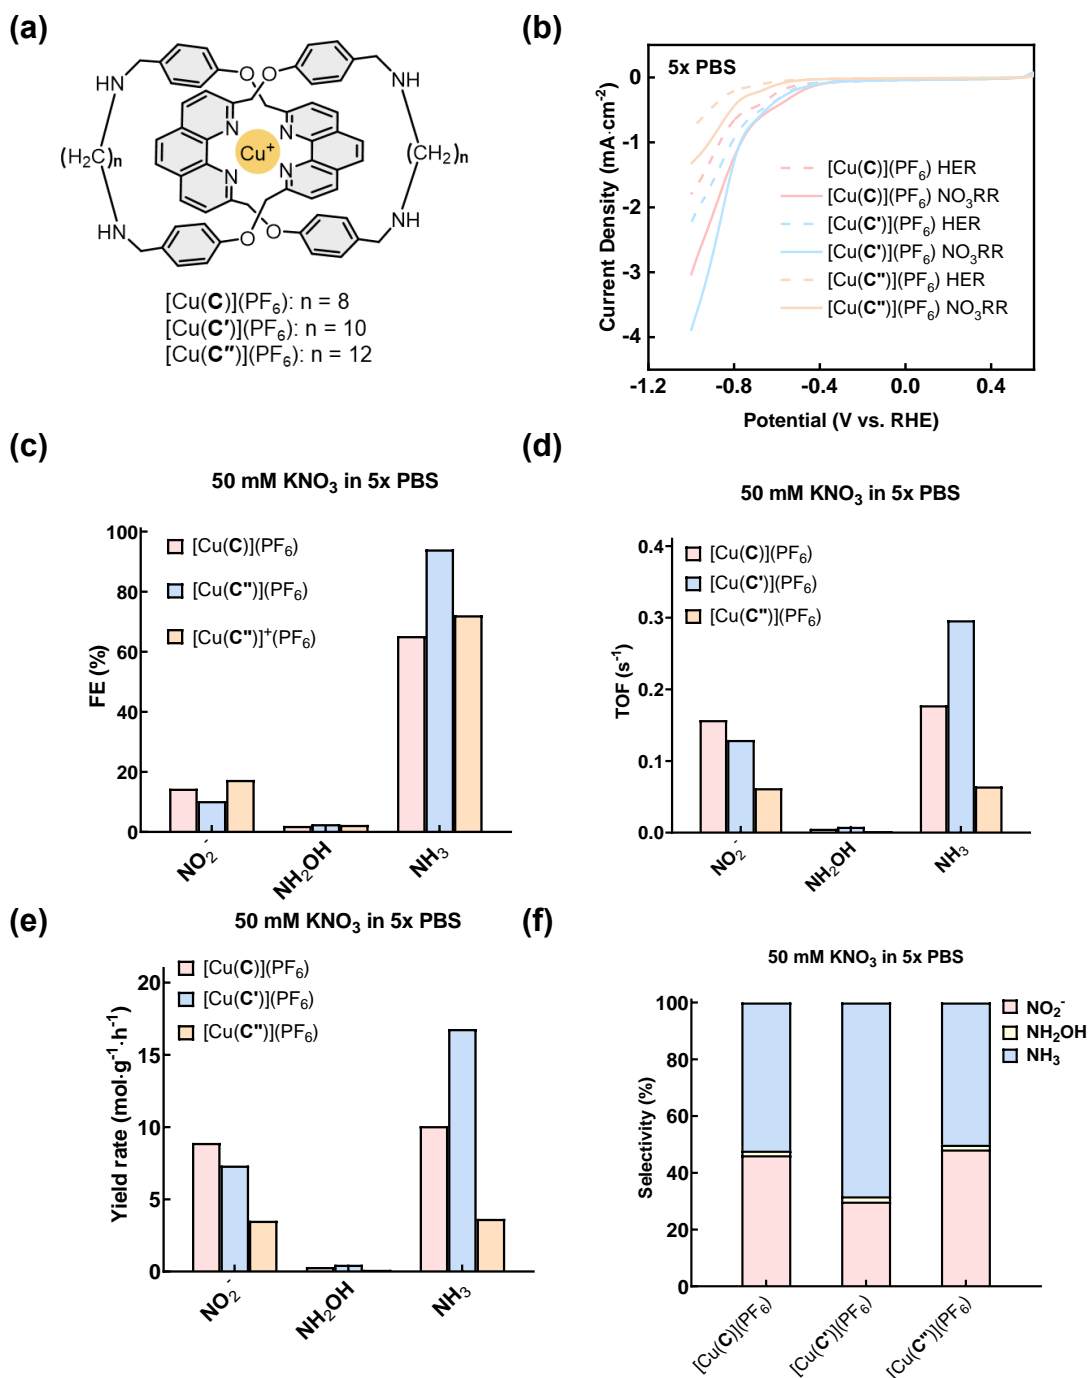 (a)
O O
HN NH
N N
(H₂C)n Cu⁺ (CH₂)n
N N
HN NH
O O
[Cu(C)](PF₆): n = 8
[Cu(C')](PF₆): n = 10
[Cu(C'')](PF₆): n = 12
(b)
5x PBS
Current Density (mA·cm⁻²)
0
-1
-2
-3
-4
[Cu(C)](PF₆) HER
[Cu(C)](PF₆) NO₃RR
[Cu(C')](PF₆) HER
[Cu(C')](PF₆) NO₃RR
[Cu(C'')](PF₆) HER
[Cu(C'')](PF₆) NO₃RR
-1.2 -0.8 -0.4 0.0 0.4
Potential (V vs. RHE)
(c)
50 mM KNO₃ in 5x PBS
FE (%)
100
80
60
40
20
0
[Cu(C)](PF₆)
[Cu(C'')](PF₆)
[Cu(C'')]⁺(PF₆)
NO₂⁻ NH₂OH NH₃
(d)
50 mM KNO₃ in 5x PBS
TOF (s⁻¹)
0.4
0.3
0.2
0.1
0.0
[Cu(C)](PF₆)
[Cu(C')](PF₆)
[Cu(C'')](PF₆)
NO₂⁻ NH₂OH NH₃
(e)
50 mM KNO₃ in 5x PBS
Yield rate (mol·g⁻¹·h⁻¹)
20
15
10
5
0
[Cu(C)](PF₆)
[Cu(C')](PF₆)
[Cu(C'')](PF₆)
NO₂⁻ NH₂OH NH₃
(f)
50 mM KNO₃ in 5x PBS
Selectivity (%)
100
80
60
40
20
0
NO₂⁻
NH₂OH
NH₃
[Cu(C)](PF₆) [Cu(C')](PF₆) [Cu(C'')](PF₆)